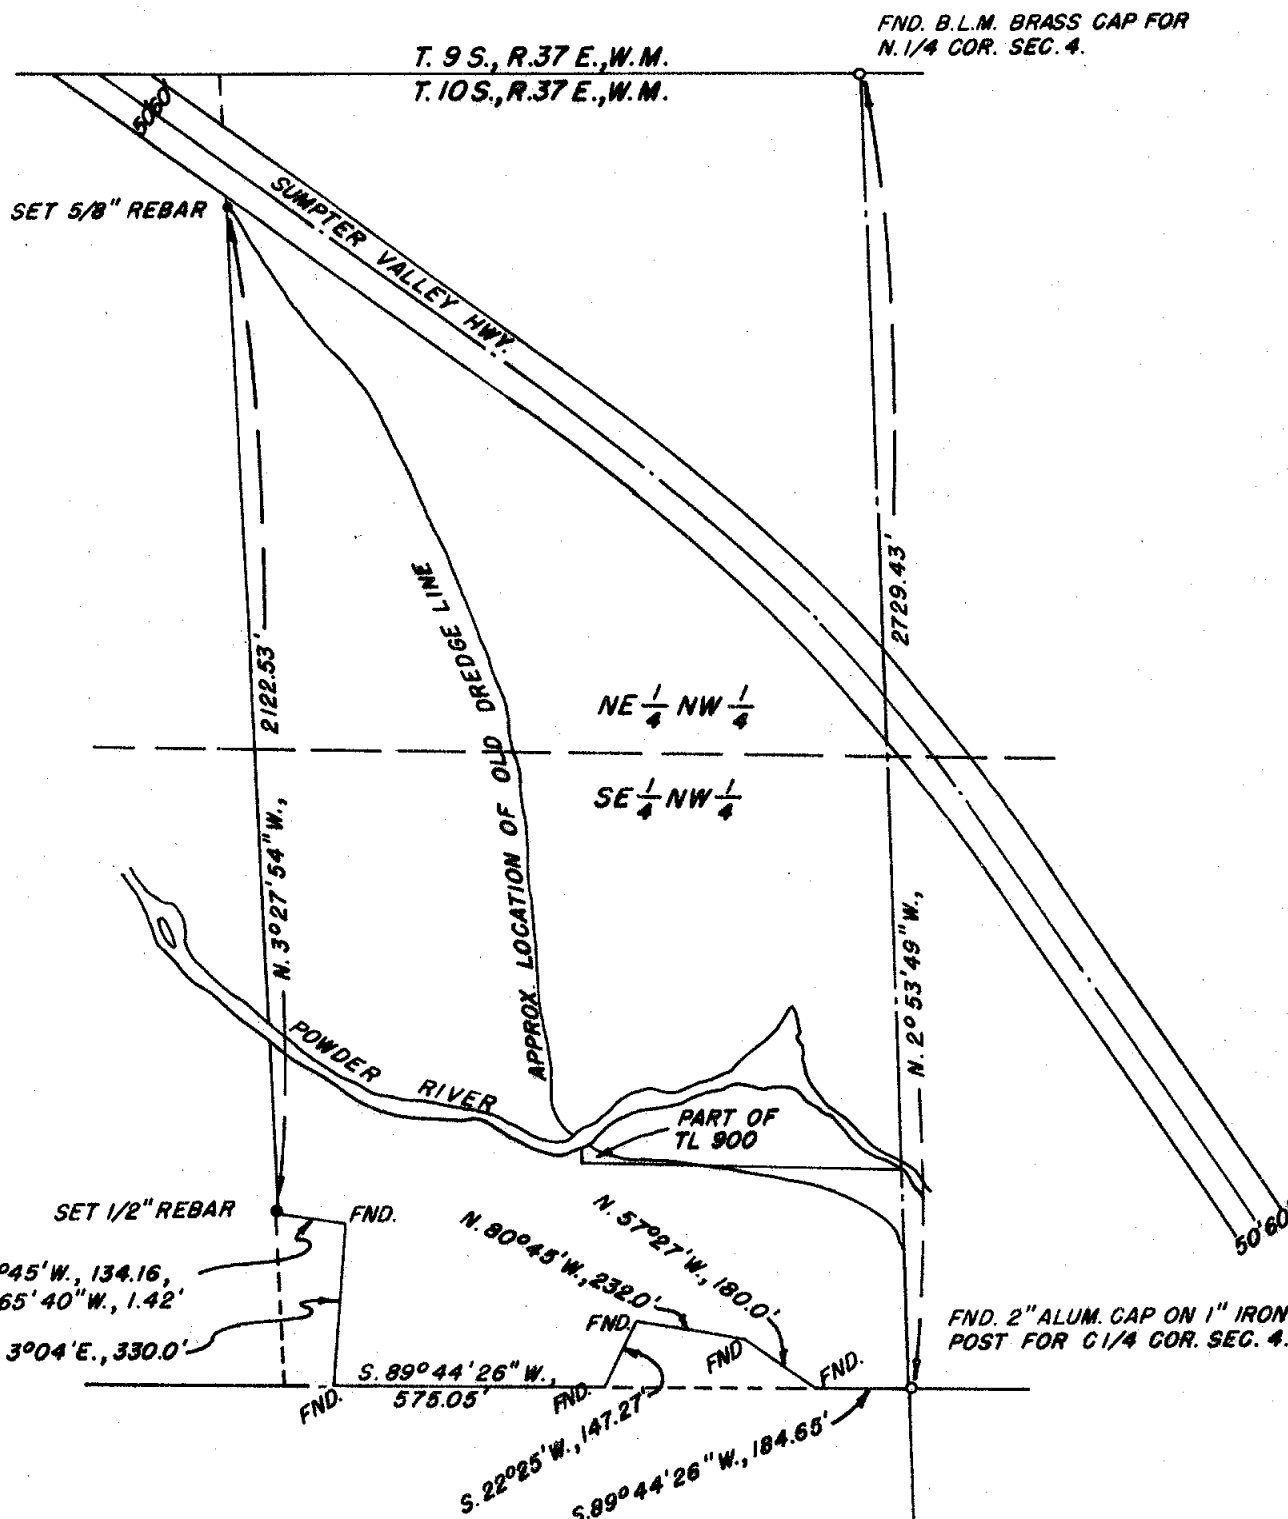 FND. B.L.M. BRASS CAP FOR
N. 1/4 COR. SEC. 4.
T. 9 S., R.37 E., W.M.
T. 10 S., R.37 E., W.M.
50'
60'
SET 5/8" REBAR
SUMPTER VALLEY HWY.
2729.43'
N. 2° 53' 49" W.,
APPROX. LOCATION OF OLD DREDGE LINE
2122.53'
N. 3° 27' 54" W.,
NE 1/4 NW 1/4
SE 1/4 NW 1/4
POWDER RIVER
PART OF
TL 900
SET 1/2" REBAR
FND.
N. 80°45' W., 232.0'
N. 57°27' W., 180.0'
50' 60'
°45' W., 134.16,
65' 40" W., 1.42'
3°04' E., 330.0'
FND.
FND
FND.
FND. 2" ALUM. CAP ON 1" IRON
POST FOR C 1/4 COR. SEC. 4.
S. 89° 44' 26" W.,
575.05'
FND.
FND.
S. 22°25' W., 147.27'
S. 89° 44' 26" W., 184.65'